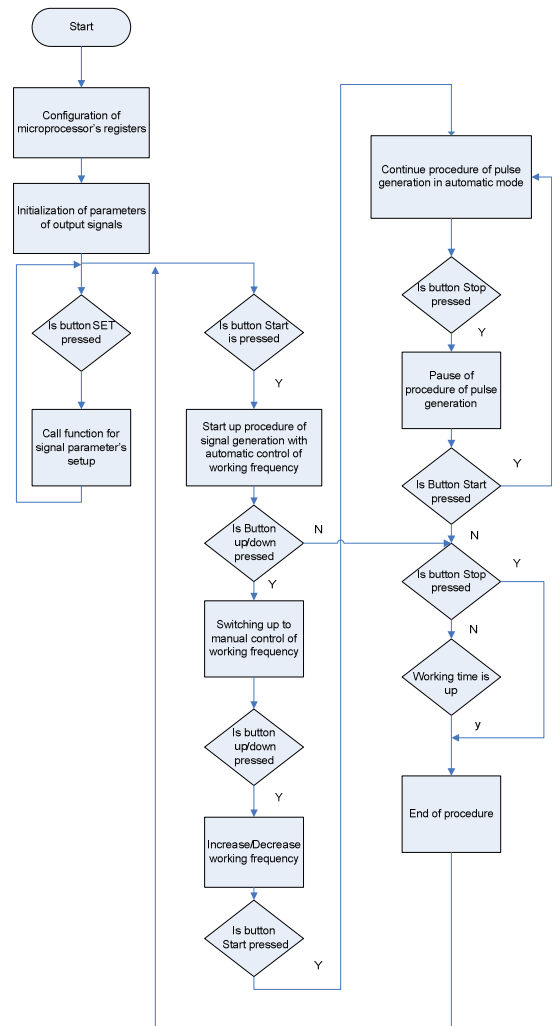 Start
Configuration of
microprocessor's registers
Initialization of parameters
of output signals
Is button SET
pressed
Call function for
signal parameter's
setup
Is button Start
is pressed
Y
Start up procedure of
signal generation with
automatic control of
working frequency
Is Button
up/down
pressed
N
Y
Switching up to
manual control of
working frequency
Is button
up/down
pressed
Y
Increase/Decrease
working frequency
Is button
Start pressed
Y
Continue procedure of pulse
generation in automatic mode
Is button Stop
pressed
Y
Pause of
procedure of pulse
generation
Is Button Start
pressed
Y
N
Is button Stop
pressed
Y
N
Working time is
up
y
End of procedure